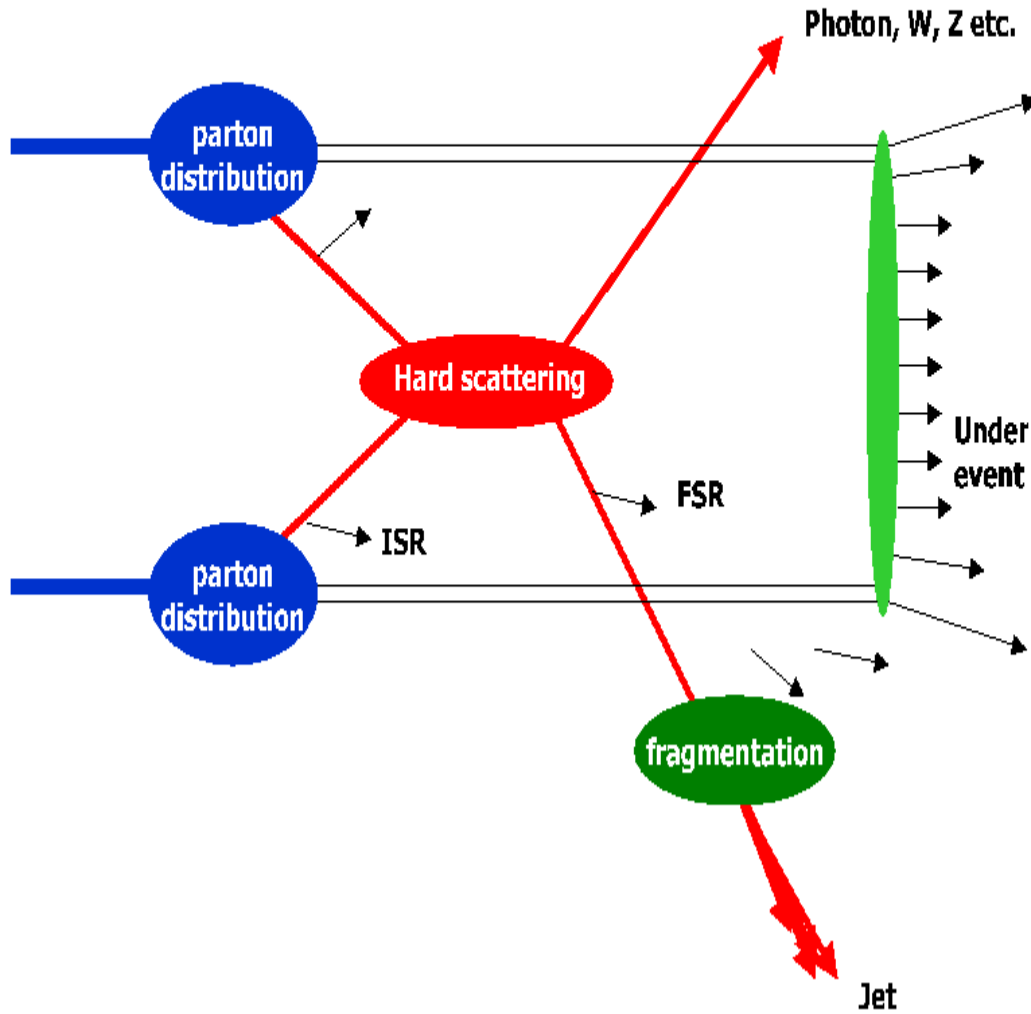 Photon, W, Z etc.
parton
distribution
Hard scattering
Under
event
FSR
ISR
parton
distribution
fragmentation
Jet